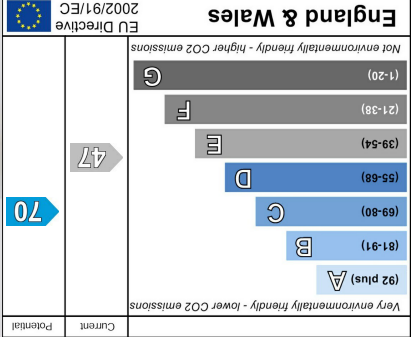 Current Potential
Very environmentally friendly - lower CO2 emissions
(92 plus) A
(81-91) B
(69-80) C
(55-68) D
(39-54) E
(21-38) F
(1-20) G
47
70
Not environmentally friendly - higher CO2 emissions
England & Wales
EU Directive
2002/91/EC